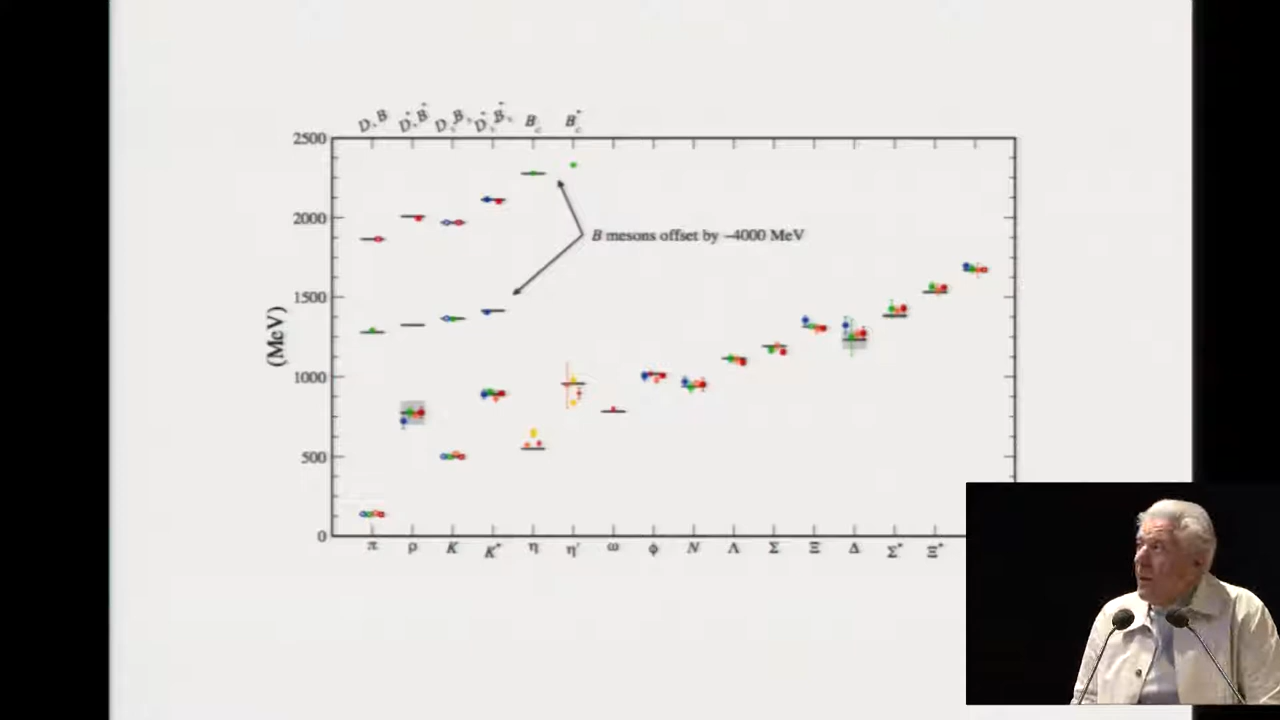 D, B D*, B* D_s, B_s D*_s, B*_s B_c B*_c
2500
2000
B mesons offset by −4000 MeV
1500
(MeV)
1000
500
0
π ρ K K* η η′ ω ϕ N Λ Σ Ξ Δ Σ* Ξ*